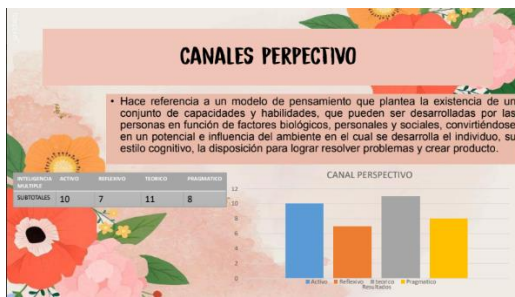 CANALES PERPECTIVO
• Hace referencia a un modelo de pensamiento que plantea la existencia de un
conjunto de capacidades y habilidades, que pueden ser desarrolladas por las
personas en función de factores biológicos, personales y sociales, convirtiéndose
en un potencial e influencia del ambiente en el cual se desarrolla el individuo, su
estilo cognitivo, la disposición para lograr resolver problemas y crear producto.
INTELIGENCIA MULTIPLE ACTIVO REFLEXIVO TEORICO PRAGMATICO
SUBTOTALES 10 7 11 8
CANAL PERSPECTIVO
12
10
8
6
4
2
0
Resultados
Activo Reflexivo teorico Pragmatico